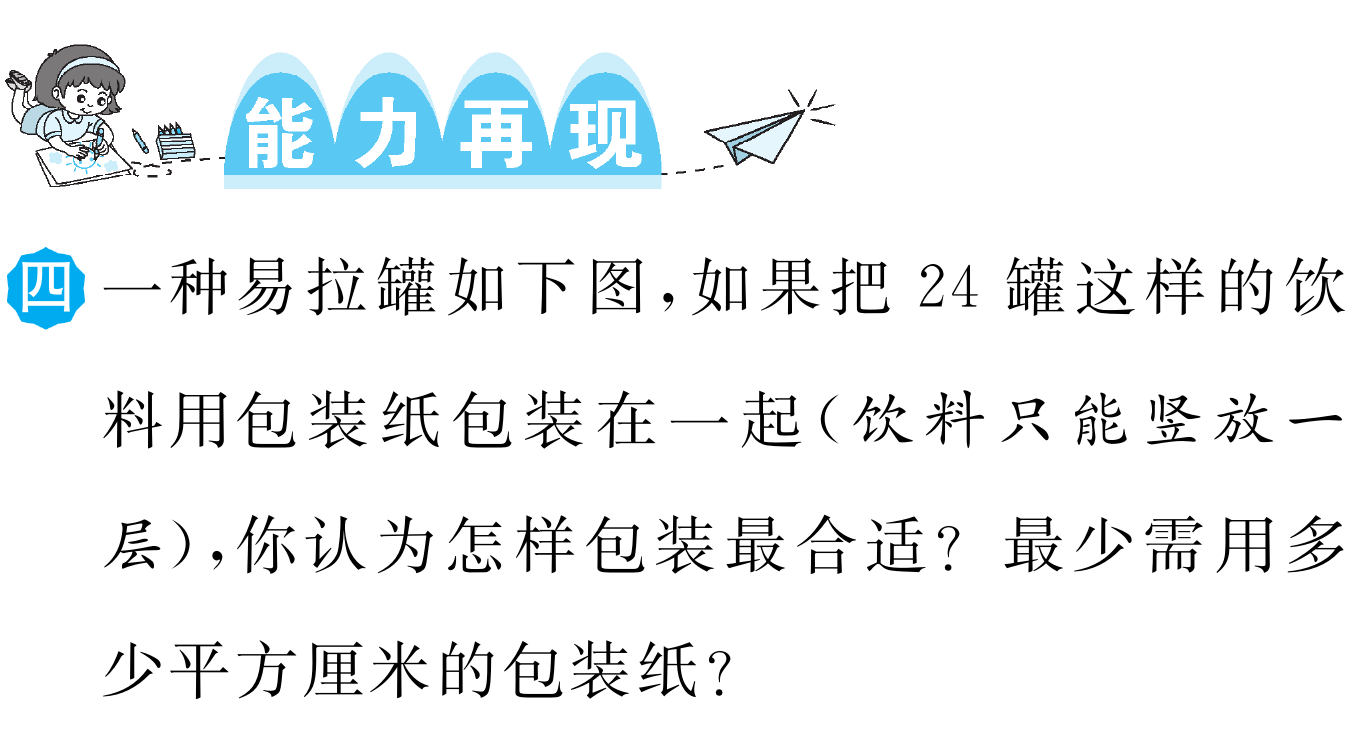 能力再现
四 一种易拉罐如下图,如果把 24 罐这样的饮
料用包装纸包装在一起(饮料只能竖放一
层),你认为怎样包装最合适? 最少需用多
少平方厘米的包装纸?